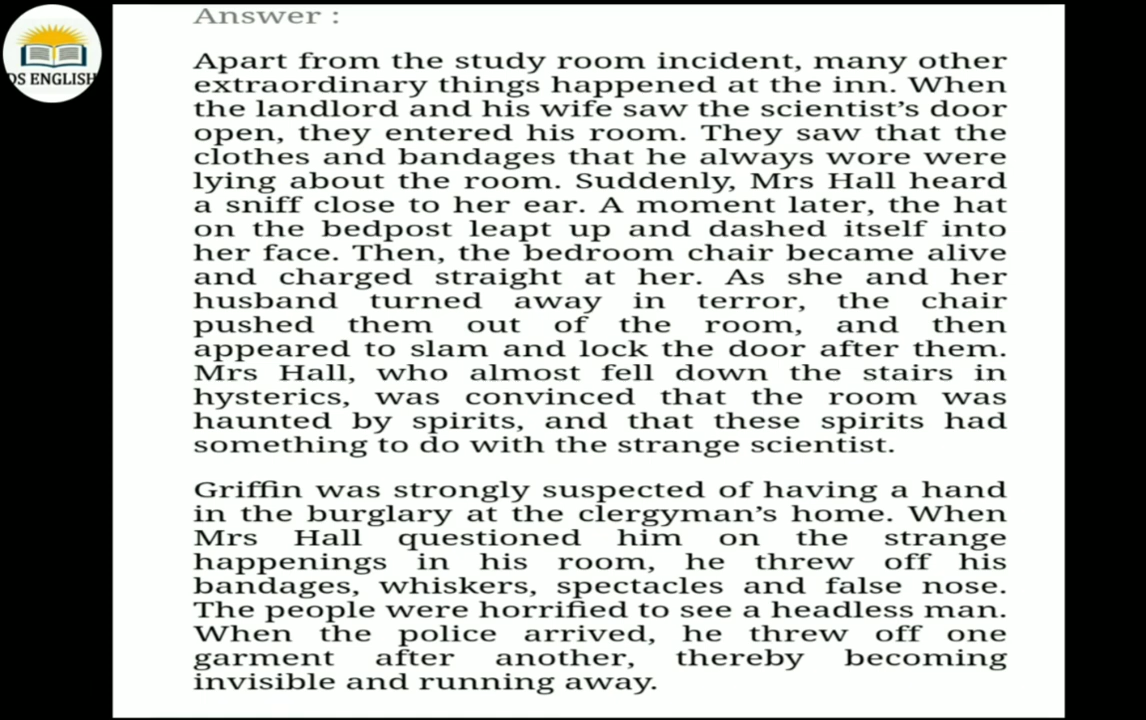 Answer :
OS ENGLISH
Apart from the study room incident, many other
extraordinary things happened at the inn. When
the landlord and his wife saw the scientist’s door
open, they entered his room. They saw that the
clothes and bandages that he always wore were
lying about the room. Suddenly, Mrs Hall heard
a sniff close to her ear. A moment later, the hat
on the bedpost leapt up and dashed itself into
her face. Then, the bedroom chair became alive
and charged straight at her. As she and her
husband turned away in terror, the chair
pushed them out of the room, and then
appeared to slam and lock the door after them.
Mrs Hall, who almost fell down the stairs in
hysterics, was convinced that the room was
haunted by spirits, and that these spirits had
something to do with the strange scientist.
Griffin was strongly suspected of having a hand
in the burglary at the clergyman’s home. When
Mrs Hall questioned him on the strange
happenings in his room, he threw off his
bandages, whiskers, spectacles and false nose.
The people were horrified to see a headless man.
When the police arrived, he threw off one
garment after another, thereby becoming
invisible and running away.